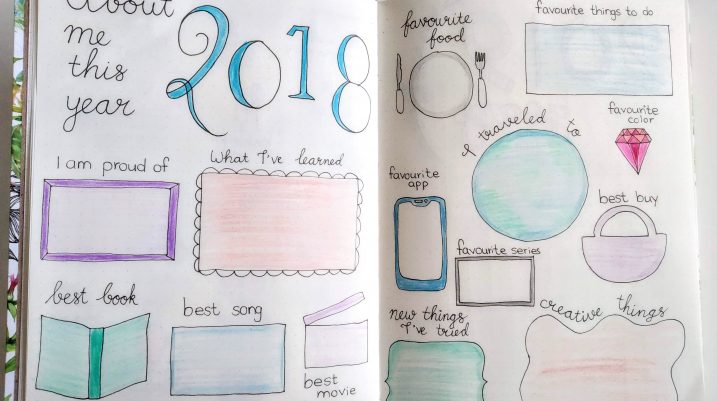 About
me
this
year
2018
I am proud of
What I've learned
best book
best song
best
movie
favourite
food
favourite things to do
I traveled to
favourite
color
favourite
app
best buy
favourite series
new things
I've tried
creative things